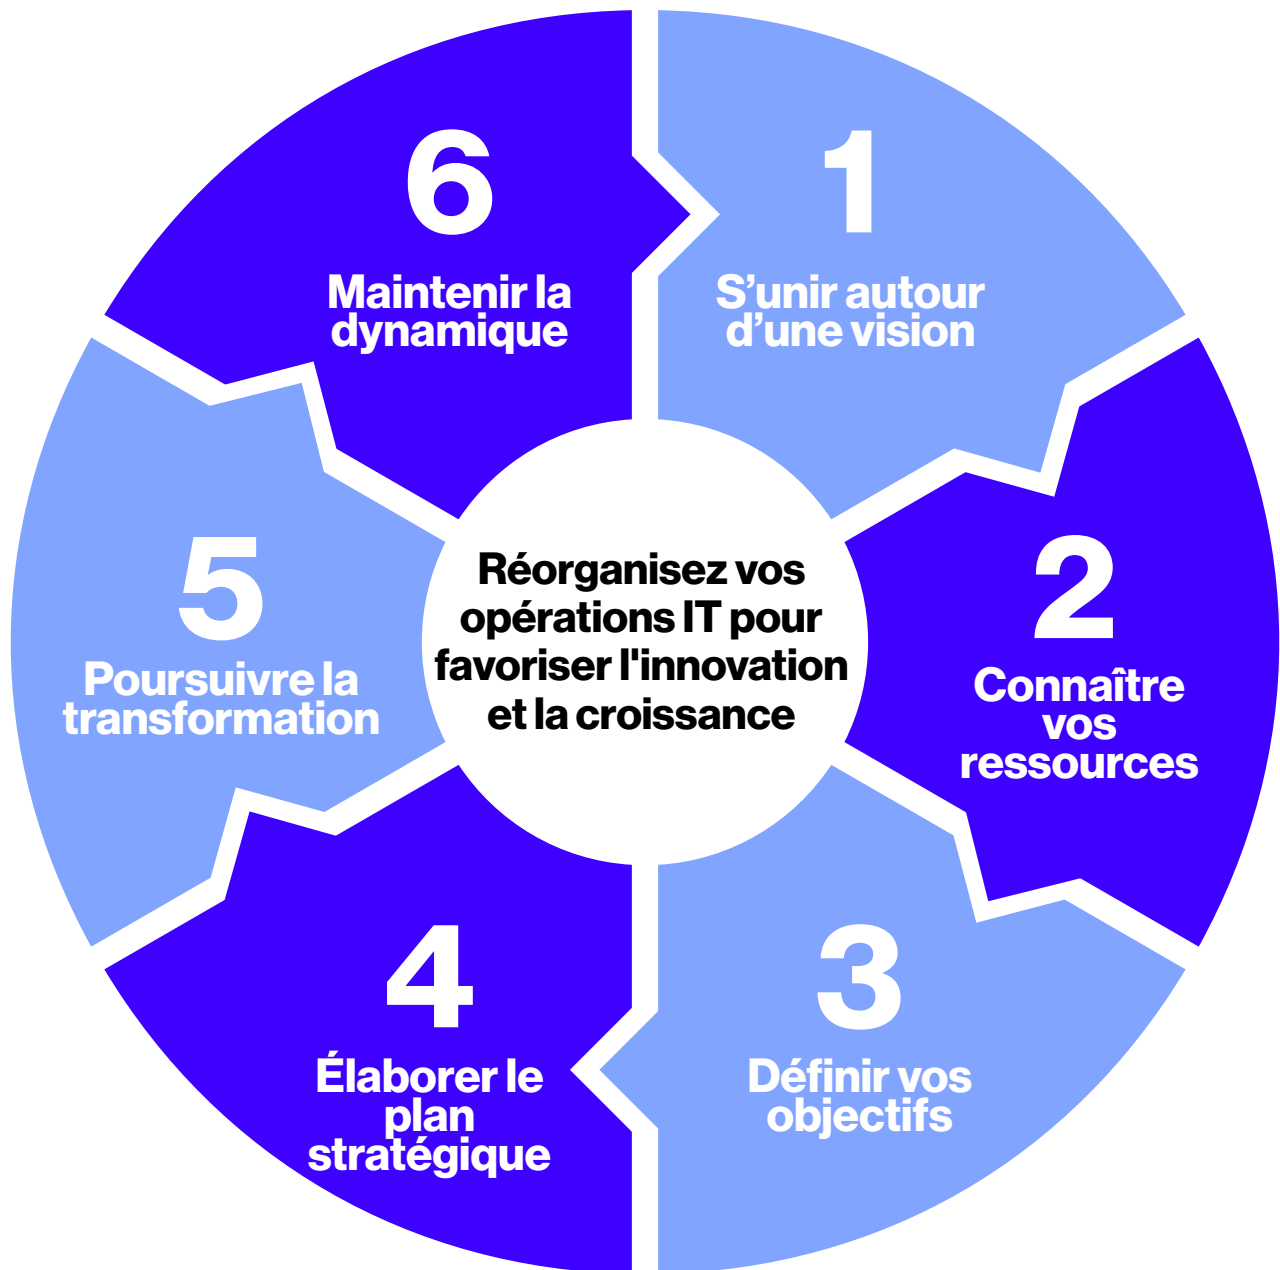 1
S’unir autour
d’une vision
2
Connaître
vos
ressources
3
Définir vos
objectifs
4
Élaborer le
plan
stratégique
5
Poursuivre la
transformation
6
Maintenir la
dynamique
Réorganisez vos
opérations IT pour
favoriser l'innovation
et la croissance